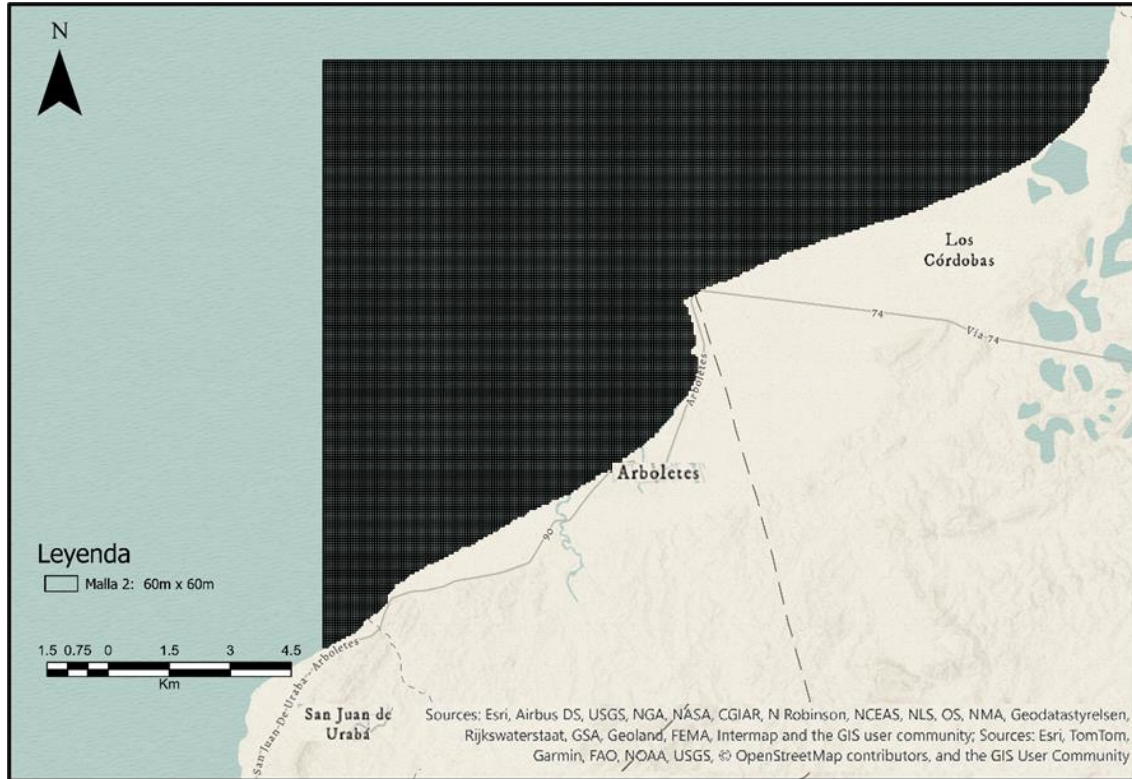 N
Los
Córdobas
74
Vía 74
Arboletes
Arboletes
90
Leyenda
Malla 2: 60m x 60m
1.5 0.75 0 1.5 3 4.5
Km
San Juan De Uraba - Arboletes
San Juan de
Urabá
Sources: Esri, Airbus DS, USGS, NGA, NASA, CGIAR, N Robinson, NCEAS, NLS, OS, NMA, Geodatastyrelsen,
Rijkswaterstaat, GSA, Geoland, FEMA, Intermap and the GIS user community; Sources: Esri, TomTom,
Garmin, FAO, NOAA, USGS, © OpenStreetMap contributors, and the GIS User Community